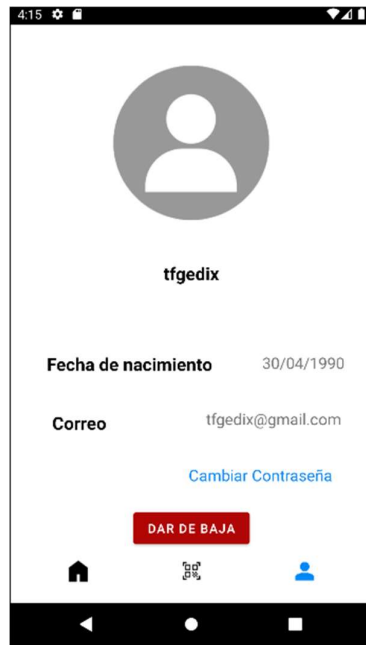 4:15
tfgedix
Fecha de nacimiento 30/04/1990
Correo tfgedix@gmail.com
Cambiar Contraseña
DAR DE BAJA